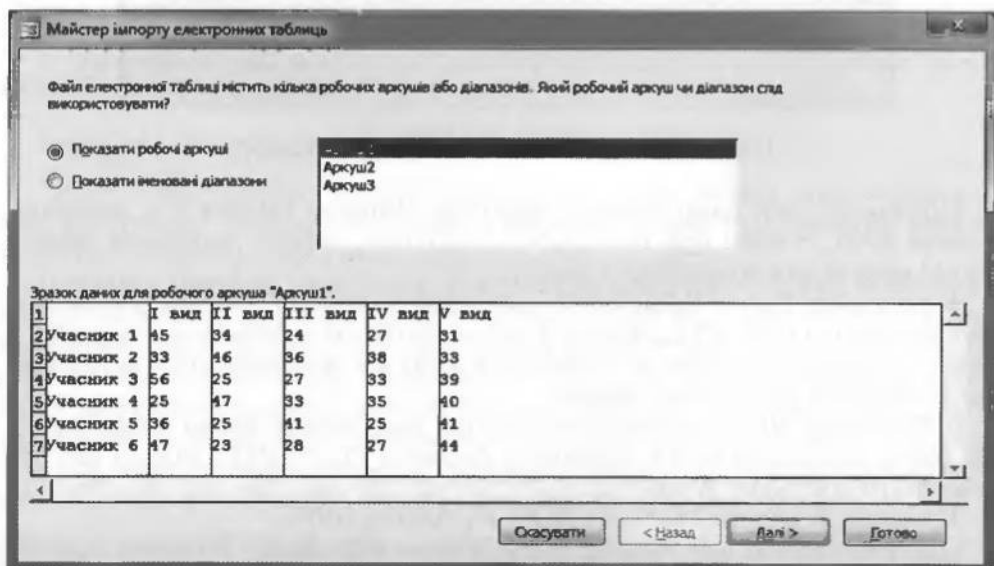 Майстер імпорту електронних таблиць
Файл електронної таблиці містить кілька робочих аркушів або діапазонів. Який робочий аркуш чи діапазон слід
використовувати?
Показати робочі аркуші
Показати іменовані діапазони
Аркуш2
Аркуш3
Зразок даних для робочого аркуша "Аркуш1".
1 I вид II вид III вид IV вид V вид
2 Учасник 1 45 34 24 27 31
3 Учасник 2 33 46 36 38 33
4 Учасник 3 56 25 27 33 39
5 Учасник 4 25 47 33 35 40
6 Учасник 5 36 25 41 25 41
7 Учасник 6 47 23 28 27 44
Скасувати < Назад Далі > Готово